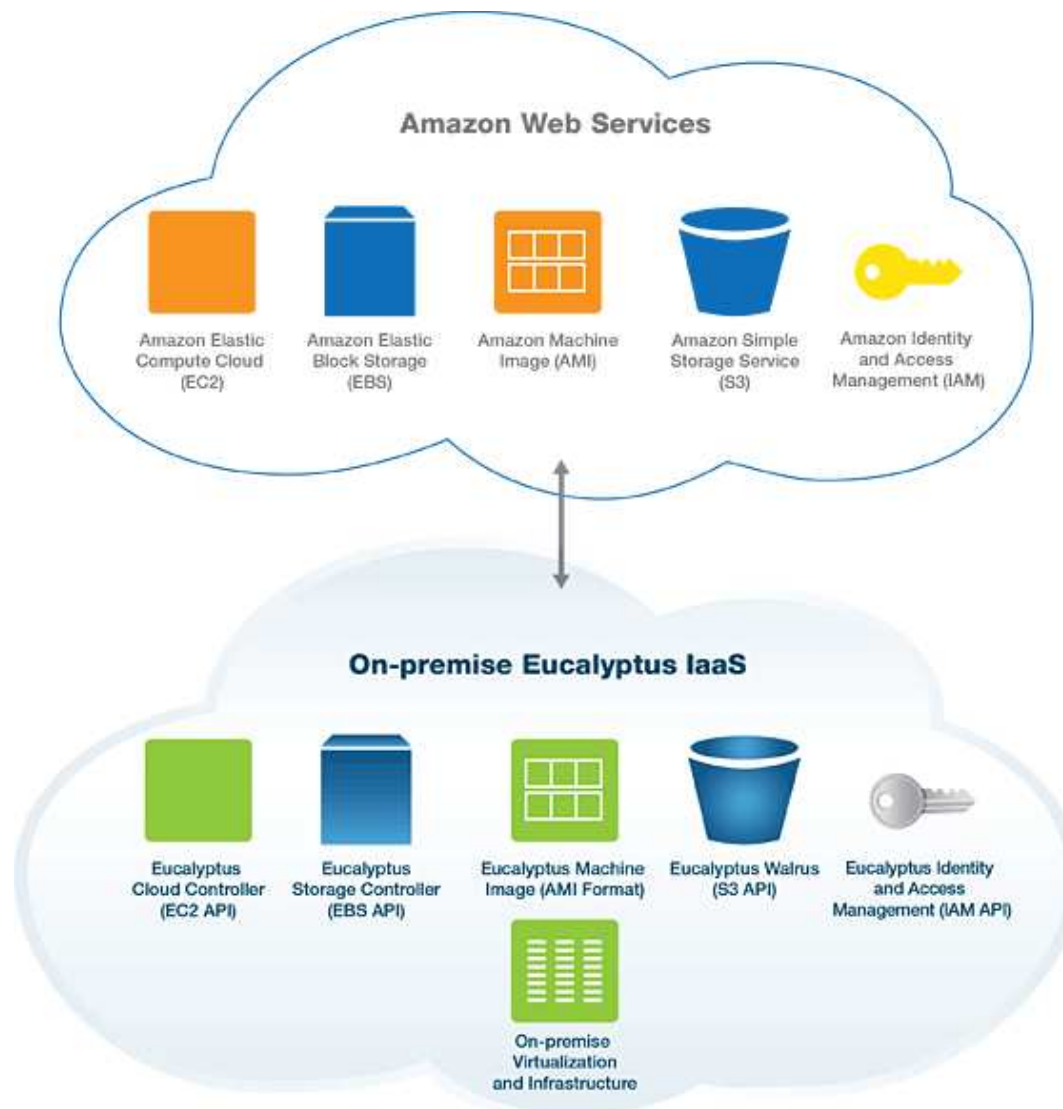 Amazon Web Services
Amazon Elastic
Compute Cloud
(EC2)
Amazon Elastic
Block Storage
(EBS)
Amazon Machine
Image (AMI)
Amazon Simple
Storage Service
(S3)
Amazon Identity
and Access
Management (IAM)
On-premise Eucalyptus IaaS
Eucalyptus
Cloud Controller
(EC2 API)
Eucalyptus
Storage Controller
(EBS API)
Eucalyptus Machine
Image (AMI Format)
Eucalyptus Walrus
(S3 API)
Eucalyptus Identity
and Access
Management (IAM API)
On-premise
Virtualization
and Infrastructure